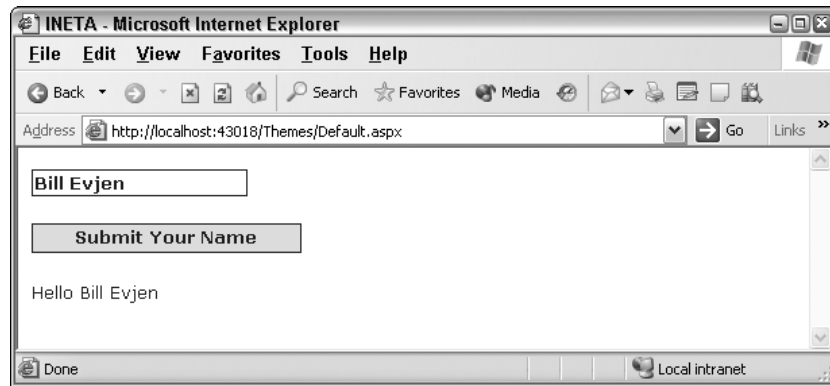 INETA - Microsoft Internet Explorer
File Edit View Favorites Tools Help
Back Search Favorites Media
Address http://localhost:43018/Themes/Default.aspx Go Links »
Bill Evjen
Submit Your Name
Hello Bill Evjen
Done Local intranet